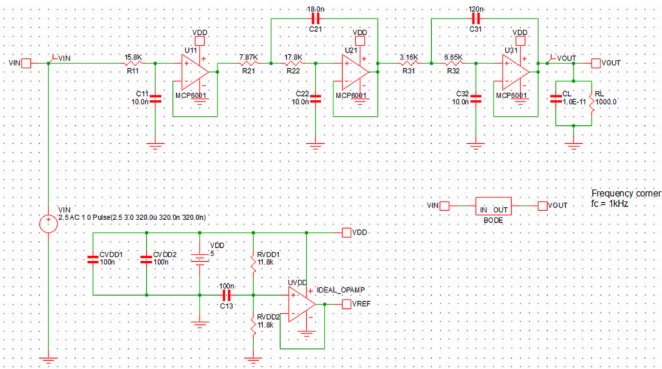 18.0n
C21
120n
C31
VDD
U11
VDD
U21
VDD
U31
VIN
VIN
15.8K
R11
7.87K
R21
17.8K
R22
3.16K
R31
6.65K
R32
VOUT
VOUT
C11
10.0n
MCP6001
C22
10.0n
MCP6001
C32
10.0n
MCP6001
CL
1.0E-11
RL
1000.0
Frequency corner
fc = 1kHz
VIN
IN OUT
VOUT
BODE
VIN
2.5 AC 1 0 Pulse(2.5 3.0 320.0u 320.0n 320.0n)
VDD
CVDD1
100n
CVDD2
100n
VDD
5
RVDD1
11.8k
100n
C13
UVDD
IDEAL_OPAMP
VREF
RVDD2
11.8k